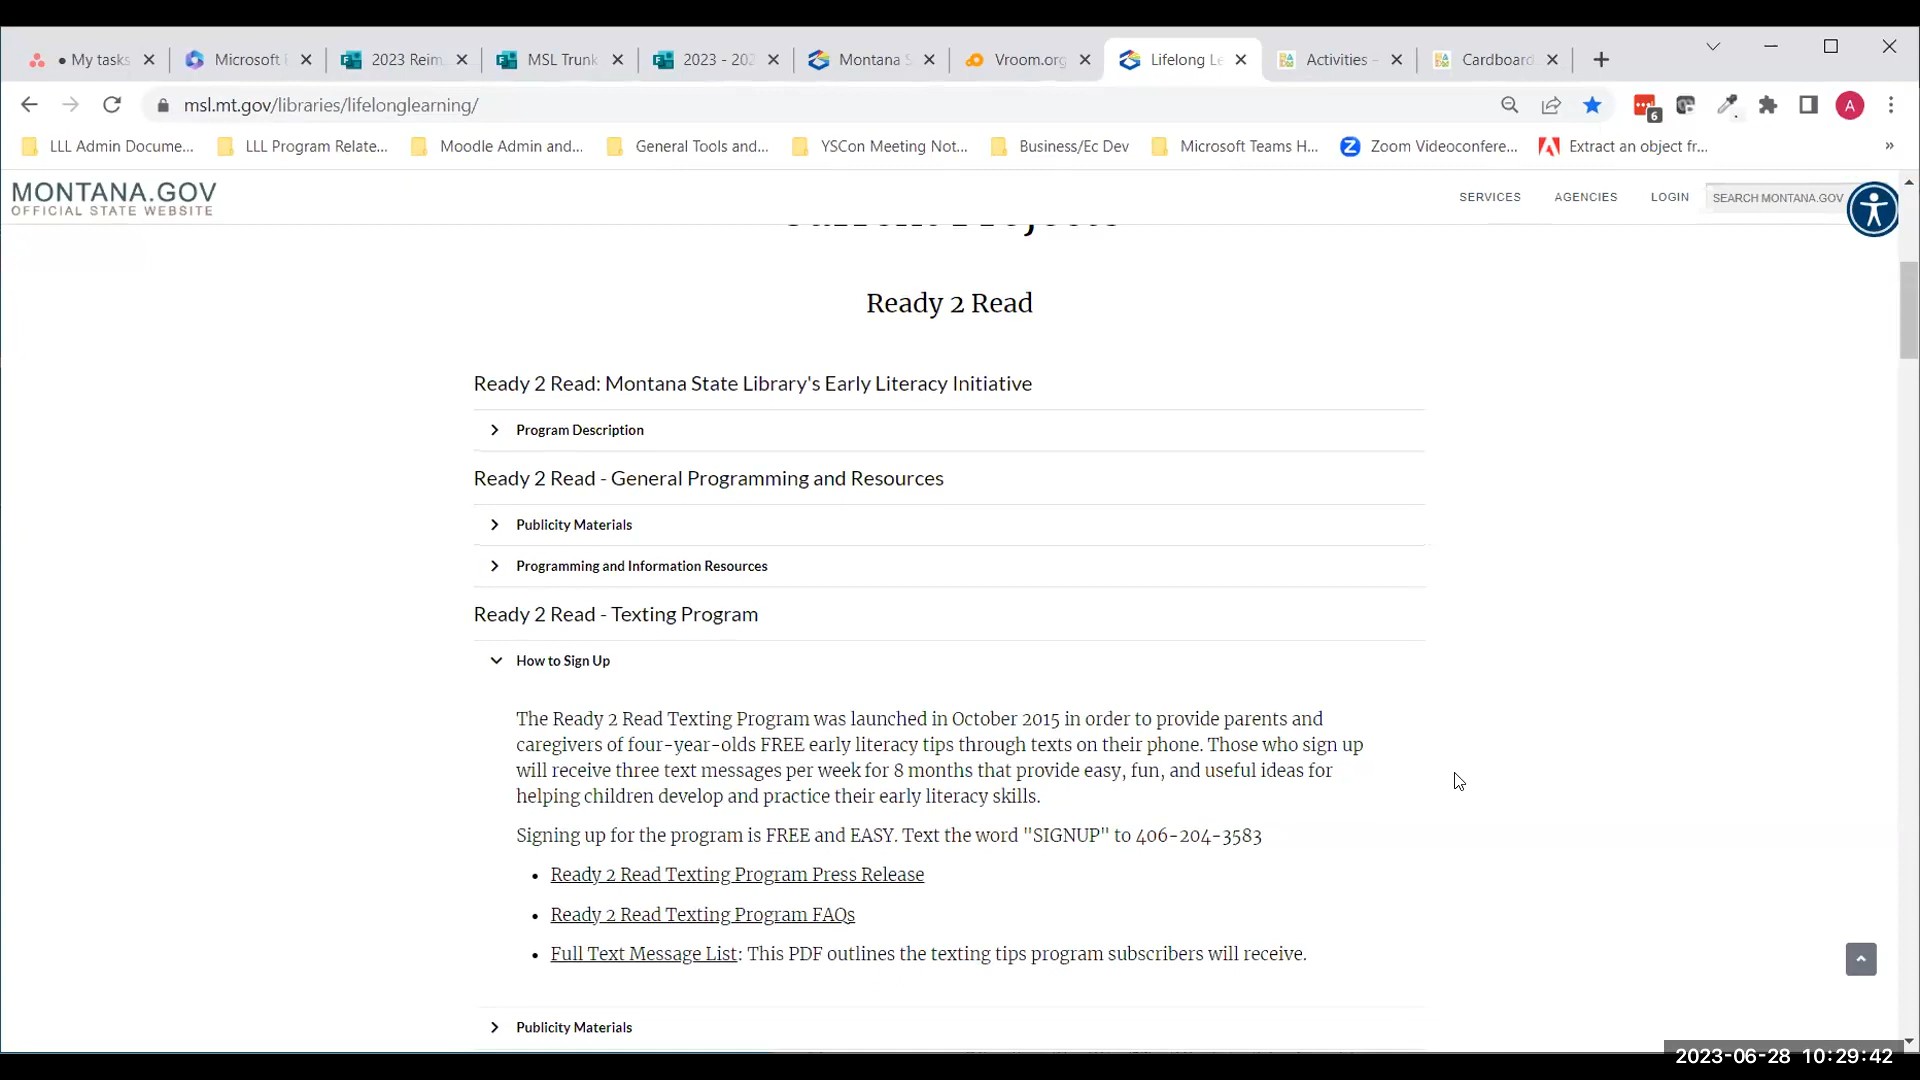 My tasks
Microsoft
2023 Reim
MSL Trunk
2023 - 202
Montana S
Vroom.org
Lifelong Le
Activities -
Cardboard
msl.mt.gov/libraries/lifelonglearning/
6
A
LLL Admin Docume...
LLL Program Relate...
Moodle Admin and...
General Tools and...
YSCon Meeting Not...
Business/Ec Dev
Microsoft Teams H...
Zoom Videoconfere...
Extract an object fr...
»
MONTANA.GOV
OFFICIAL STATE WEBSITE
SERVICES
AGENCIES
LOGIN
SEARCH MONTANA.GOV
Current Projects
Ready 2 Read
Ready 2 Read: Montana State Library's Early Literacy Initiative
Program Description
Ready 2 Read - General Programming and Resources
Publicity Materials
Programming and Information Resources
Ready 2 Read - Texting Program
How to Sign Up
The Ready 2 Read Texting Program was launched in October 2015 in order to provide parents and
caregivers of four-year-olds FREE early literacy tips through texts on their phone. Those who sign up
will receive three text messages per week for 8 months that provide easy, fun, and useful ideas for
helping children develop and practice their early literacy skills.
Signing up for the program is FREE and EASY. Text the word "SIGNUP" to 406-204-3583
• Ready 2 Read Texting Program Press Release
• Ready 2 Read Texting Program FAQs
• Full Text Message List: This PDF outlines the texting tips program subscribers will receive.
Publicity Materials
2023-06-28 10:29:42